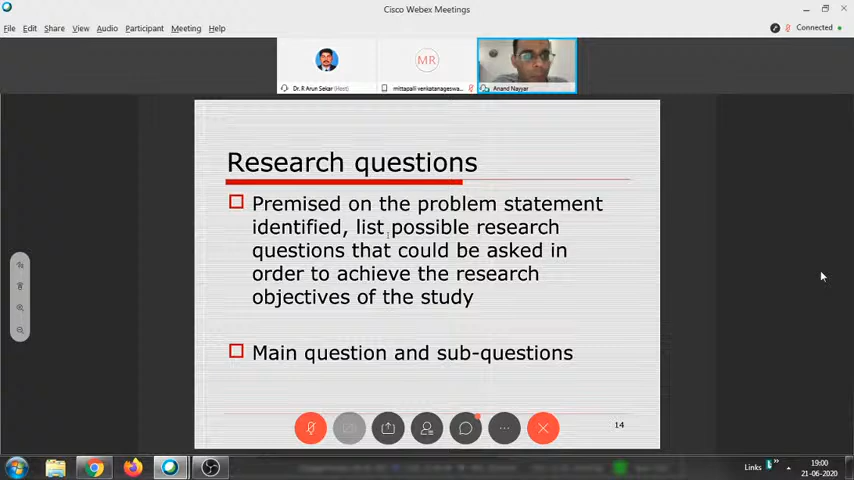 Cisco Webex Meetings
File Edit Share View Audio Participant Meeting Help
Connected
MR
Dr. R Arun Sekar (Host)
mittapalli venkatanageswa...
Anand Nayyar
Research questions
Premised on the problem statement
identified, list possible research
questions that could be asked in
order to achieve the research
objectives of the study
Main question and sub-questions
14
Links
19:00
21-06-2020